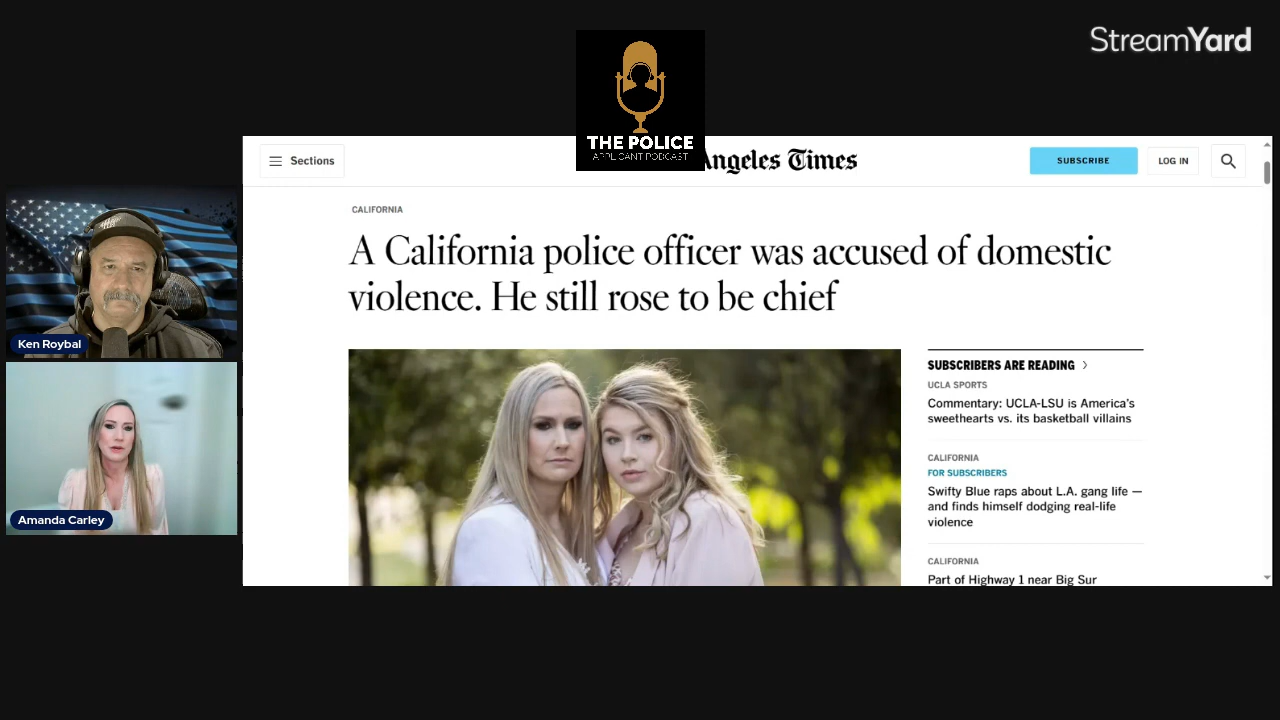 StreamYard
THE POLICE
APPLICANT PODCAST
Sections
Angeles Times
SUBSCRIBE
LOG IN
CALIFORNIA
A California police officer was accused of domestic
violence. He still rose to be chief
SUBSCRIBERS ARE READING
UCLA SPORTS
Commentary: UCLA-LSU is America's
sweethearts vs. its basketball villains
CALIFORNIA
FOR SUBSCRIBERS
Swifty Blue raps about L.A. gang life —
and finds himself dodging real-life
violence
CALIFORNIA
Part of Highway 1 near Big Sur
Ken Roybal
Amanda Carley